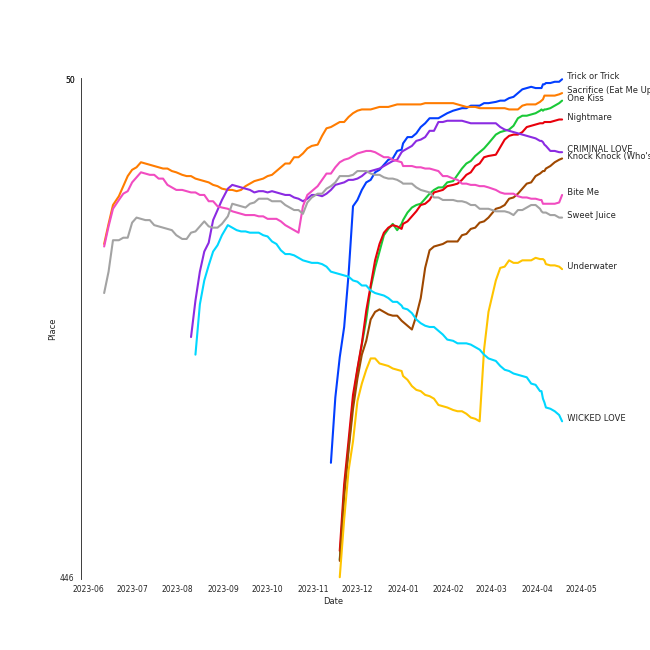 50
Trick or Trick
Sacrifice (Eat Me Up
One Kiss
Nightmare
CRIMINAL LOVE
Knock Knock (Who's
Bite Me
Sweet Juice
Underwater
WICKED LOVE
Place
446
2023-06 2023-07 2023-08 2023-09 2023-10 2023-11 2023-12 2024-01 2024-02 2024-03 2024-04 2024-05
Date